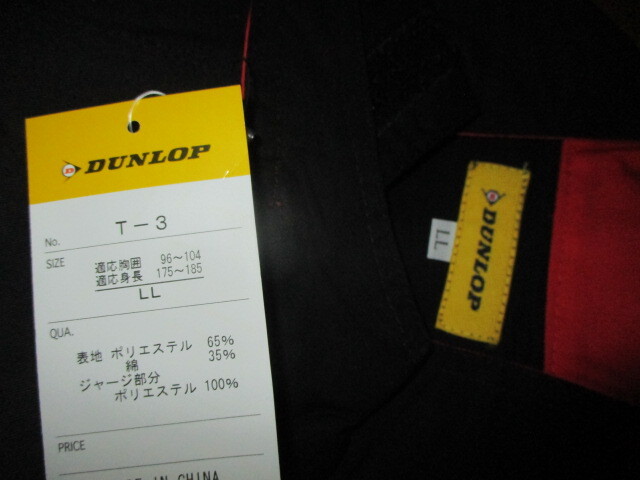 DUNLOP
No. T-3
SIZE 適応胸囲 96~104
適応身長 175~185
LL
QUA.
表地 ポリエステル 65%
綿 35%
ジャージ部分
ポリエステル 100%
PRICE
IN CHINA
LL
DUNLOP